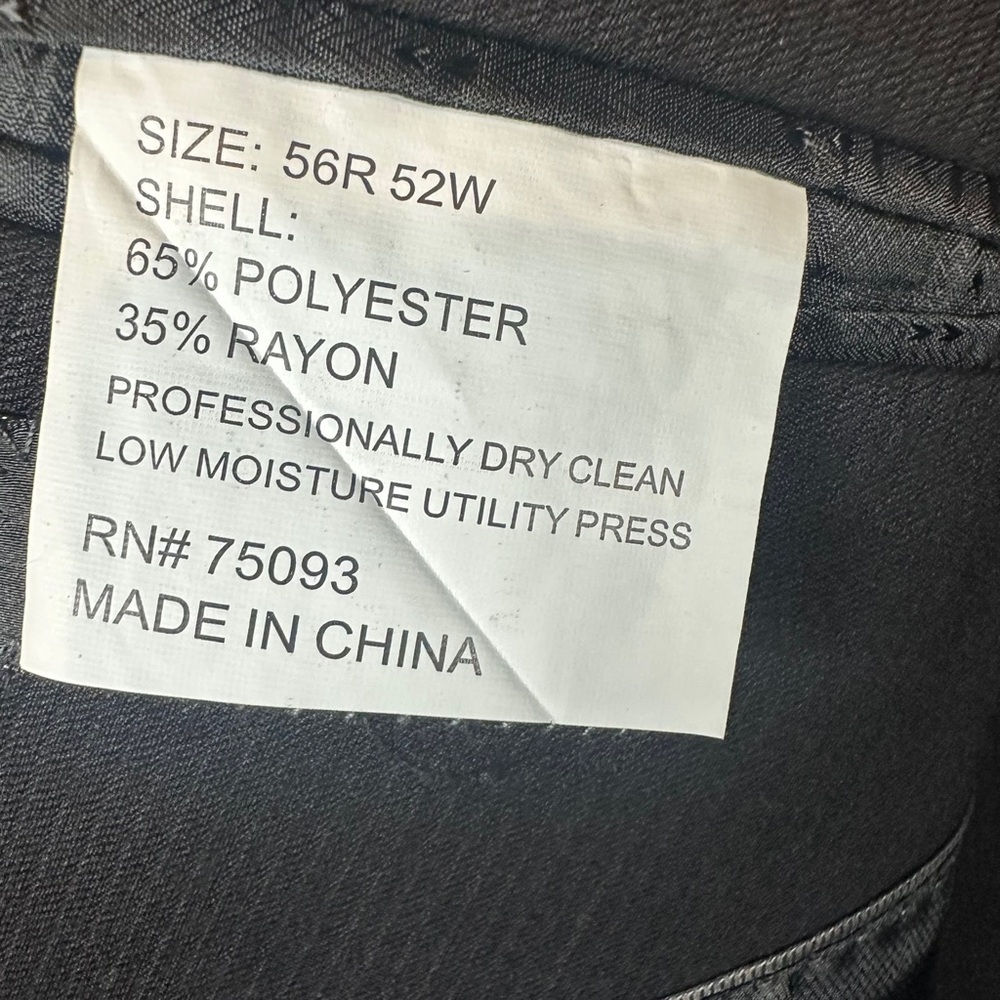 SIZE: 56R 52W
SHELL:
65% POLYESTER
35% RAYON
PROFESSIONALLY DRY CLEAN
LOW MOISTURE UTILITY PRESS
RN# 75093
MADE IN CHINA